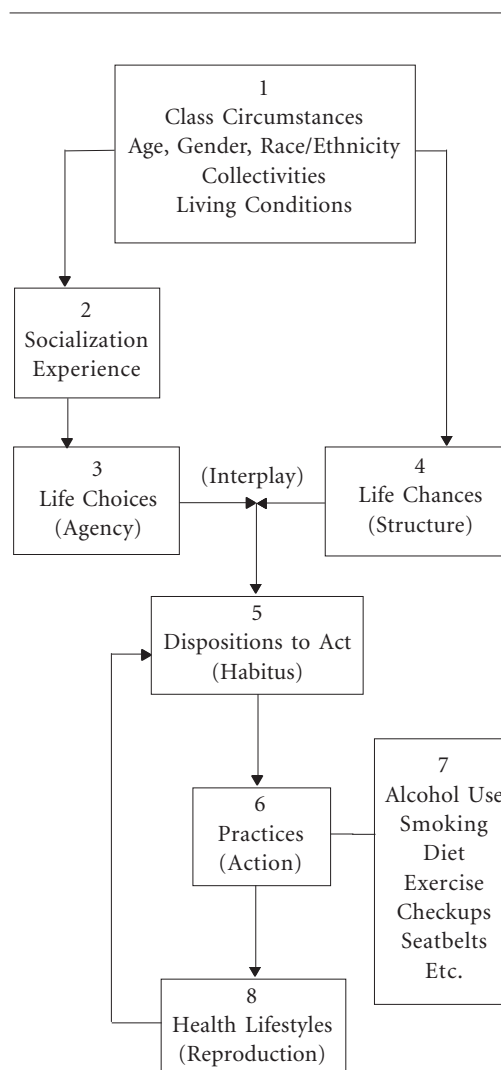 1
Class Circumstances
Age, Gender, Race/Ethnicity
Collectivities
Living Conditions
2
Socialization
Experience
3
Life Choices
(Agency)
(Interplay)
4
Life Chances
(Structure)
5
Dispositions to Act
(Habitus)
6
Practices
(Action)
7
Alcohol Use
Smoking
Diet
Exercise
Checkups
Seatbelts
Etc.
8
Health Lifestyles
(Reproduction)